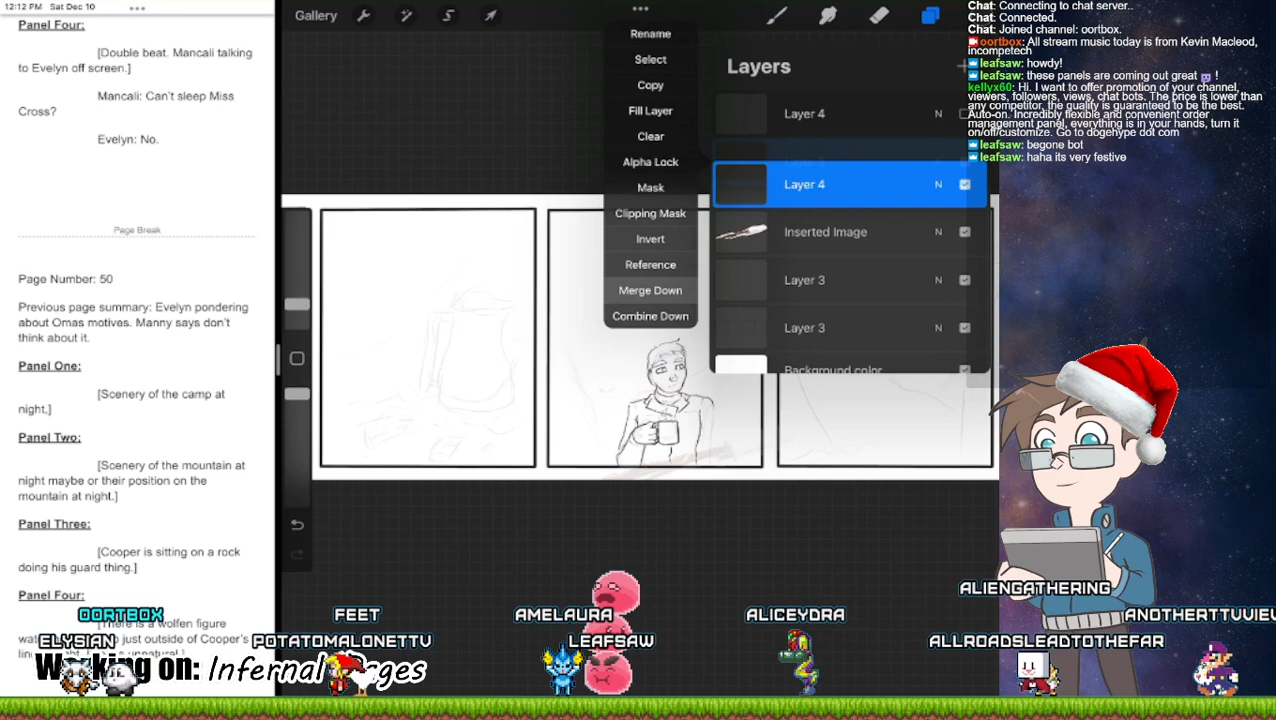 12:12 PM Sat Dec 10
Panel Four:
[Double beat. Mancali talking
to Evelyn off screen.]
Mancali: Can't sleep Miss
Cross?
Evelyn: No.
Page Break
Page Number: 50
Previous page summary: Evelyn pondering
about Omas motives. Manny says don't
think about it.
Panel One:
[Scenery of the camp at
night,]
Panel Two:
[Scenery of the mountain at
night maybe or their position on the
mountain at night.]
Panel Three:
[Cooper is sitting on a rock
doing his guard thing.]
Panel Four:
[There is a wolfen figure
just outside of Cooper's
Gallery
Rename
Select
Copy
Fill Layer
Clear
Alpha Lock
Mask
Clipping Mask
Invert
Reference
Merge Down
Combine Down
Layers
Layer 4 N
Layer 4 N
Inserted Image N
Layer 3 N
Layer 3 N
Background color
Chat: Connecting to chat server..
Chat: Connected.
Chat: Joined channel: oortbox.
oortbox: All stream music today is from Kevin Macleod,
incompetech
leafsaw: howdy!
leafsaw: these panels are coming out great !
kellyx60: Hi. I want to offer promotion of your channel,
viewers, followers, views, chat bots. The price is lower than
any competitor, the quality is guaranteed to be the best.
Auto-on. Incredibly flexible and convenient order
management panel, everything is in your hands, turn it
on/off/customize. Go to dogehype dot com
leafsaw: begone bot
leafsaw: haha its very festive
OORTBOX
FEET
AMELAURA
ALICEYDRA
ALIENGATHERING
ELYSIAN
POTATOMALONETTV
LEAFSAW
ALLROADSLEADTOTHEFAR
ANOTHERTTVVIEW
Working on: Infernal